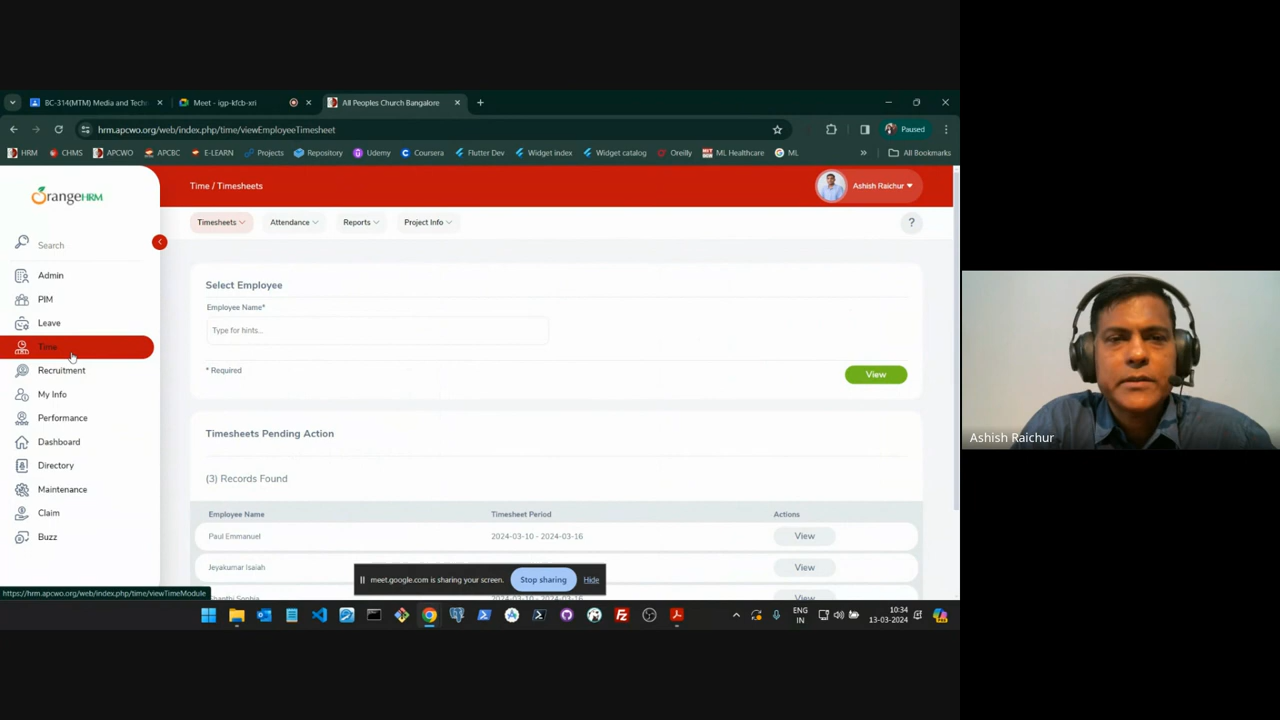 BC-314(MTM) Media and Tech
Meet - igp-kfcb-xri
All Peoples Church Bangalore
hrm.apcwo.org/web/index.php/time/viewEmployeeTimesheet
Paused
HRM
CHMS
APCWO
APCBC
E-LEARN
Projects
Repository
Udemy
Coursera
Flutter Dev
Widget index
Widget catalog
Oreilly
ML Healthcare
ML
»
All Bookmarks
OrangeHRM
Time / Timesheets
Ashish Raichur
Timesheets
Attendance
Reports
Project Info
?
Search
Admin
PIM
Leave
Time
Recruitment
My Info
Performance
Dashboard
Directory
Maintenance
Claim
Buzz
Select Employee
Employee Name*
Type for hints...
* Required
View
Timesheets Pending Action
(3) Records Found
Employee Name Timesheet Period Actions
Paul Emmanuel 2024-03-10 - 2024-03-16 View
Jeyakumar Isaiah View
meet.google.com is sharing your screen. Stop sharing Hide
https://hrm.apcwo.org/web/index.php/time/viewTimeModule
ENG
IN
10:34
13-03-2024
Ashish Raichur